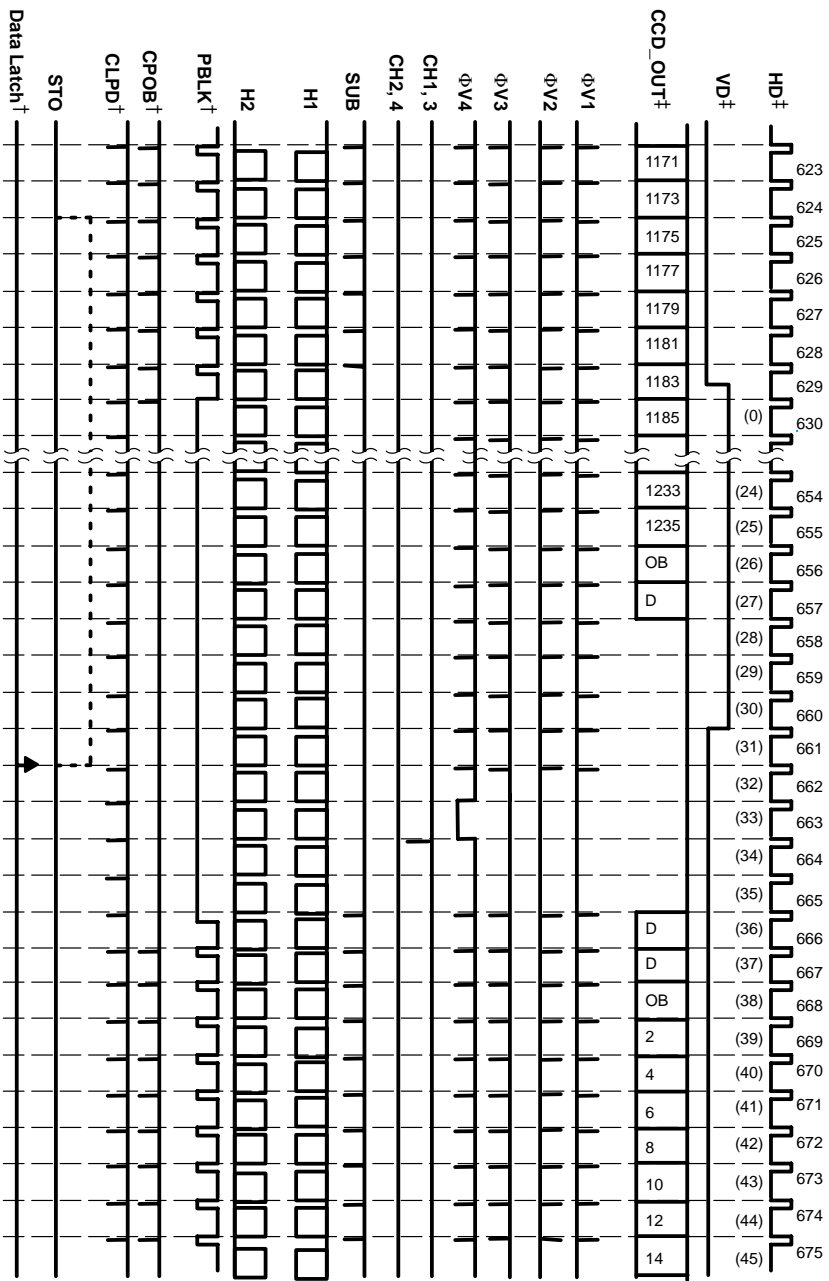 HD‡
VD‡
CCD_OUT‡
ΦV1
ΦV2
ΦV3
ΦV4
CH1, 3
CH2, 4
SUB
H1
H2
PBLK†
CPOB†
CLPD†
STO
Data Latch†
1171 623
1173 624
1175 625
1177 626
1179 627
1181 628
1183 629
1185 (0) 630
1233 (24) 654
1235 (25) 655
OB (26) 656
D (27) 657
(28) 658
(29) 659
(30) 660
(31) 661
(32) 662
(33) 663
(34) 664
(35) 665
D (36) 666
D (37) 667
OB (38) 668
2 (39) 669
4 (40) 670
6 (41) 671
8 (42) 672
10 (43) 673
12 (44) 674
14 (45) 675